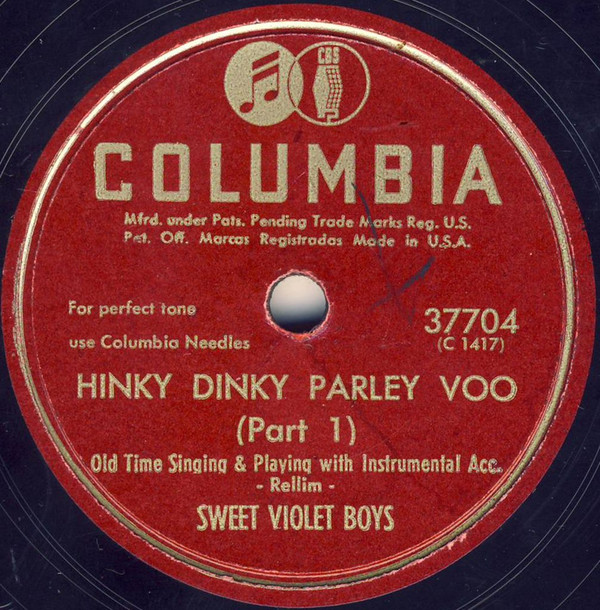 CBS
COLUMBIA
Mfrd. under Pats. Pending Trade Marks Reg. U.S.
Pat. Off. Marcas Registradas Made in U.S.A.
For perfect tone
use Columbia Needles
37704
(C 1417)
HINKY DINKY PARLEY VOO
(Part 1)
Old Time Singing & Playing with Instrumental Acc.
- Rellim -
SWEET VIOLET BOYS